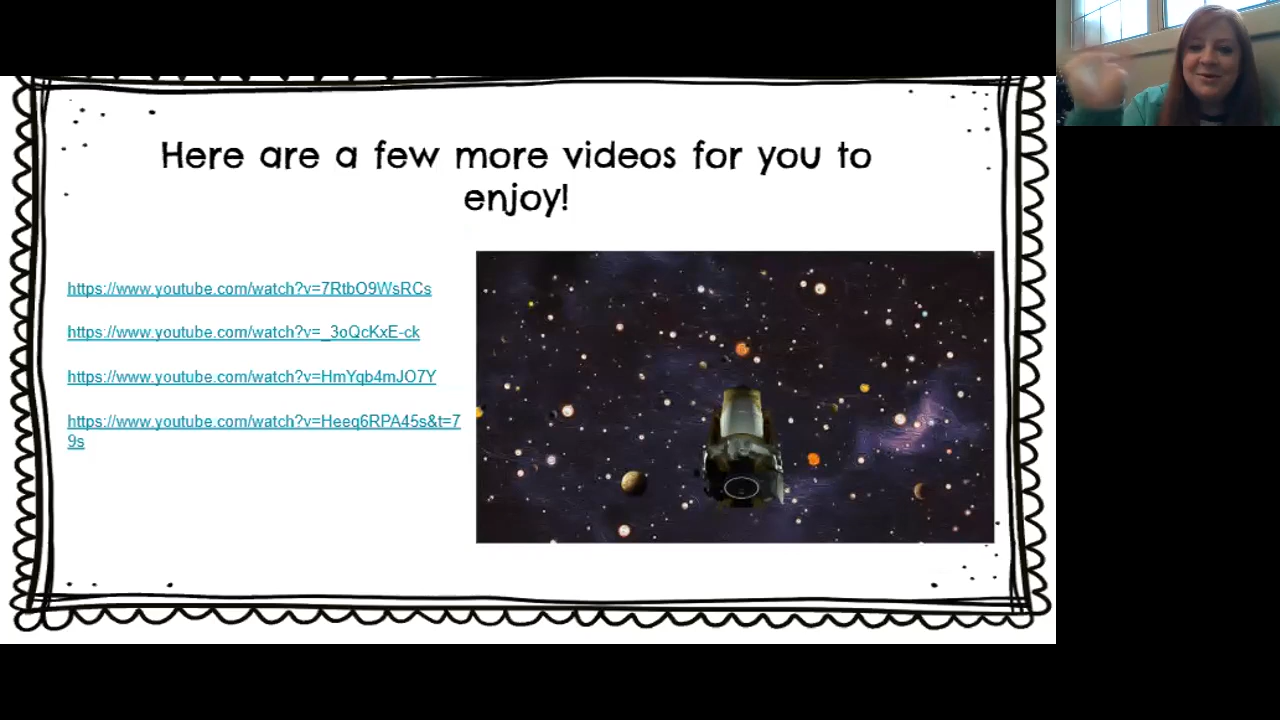 Here are a few more videos for you to
enjoy!
https://www.youtube.com/watch?v=7RtbO9WsRCs
https://www.youtube.com/watch?v=_3oQcKxE-ck
https://www.youtube.com/watch?v=HmYqb4mJO7Y
https://www.youtube.com/watch?v=Heeq6RPA45s&t=7
9s